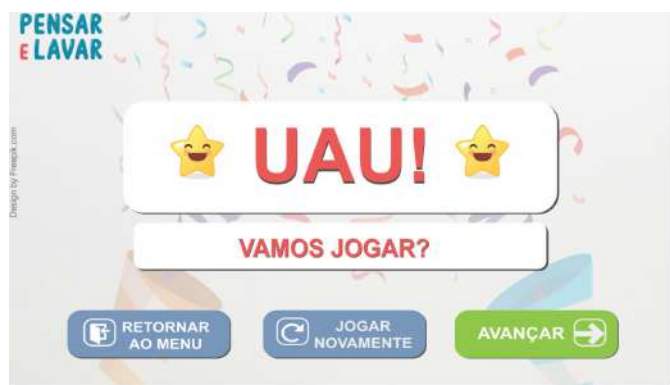 PENSAR
E LAVAR
Design by Freepik.com
UAU!
VAMOS JOGAR?
RETORNAR
AO MENU
JOGAR
NOVAMENTE
AVANÇAR